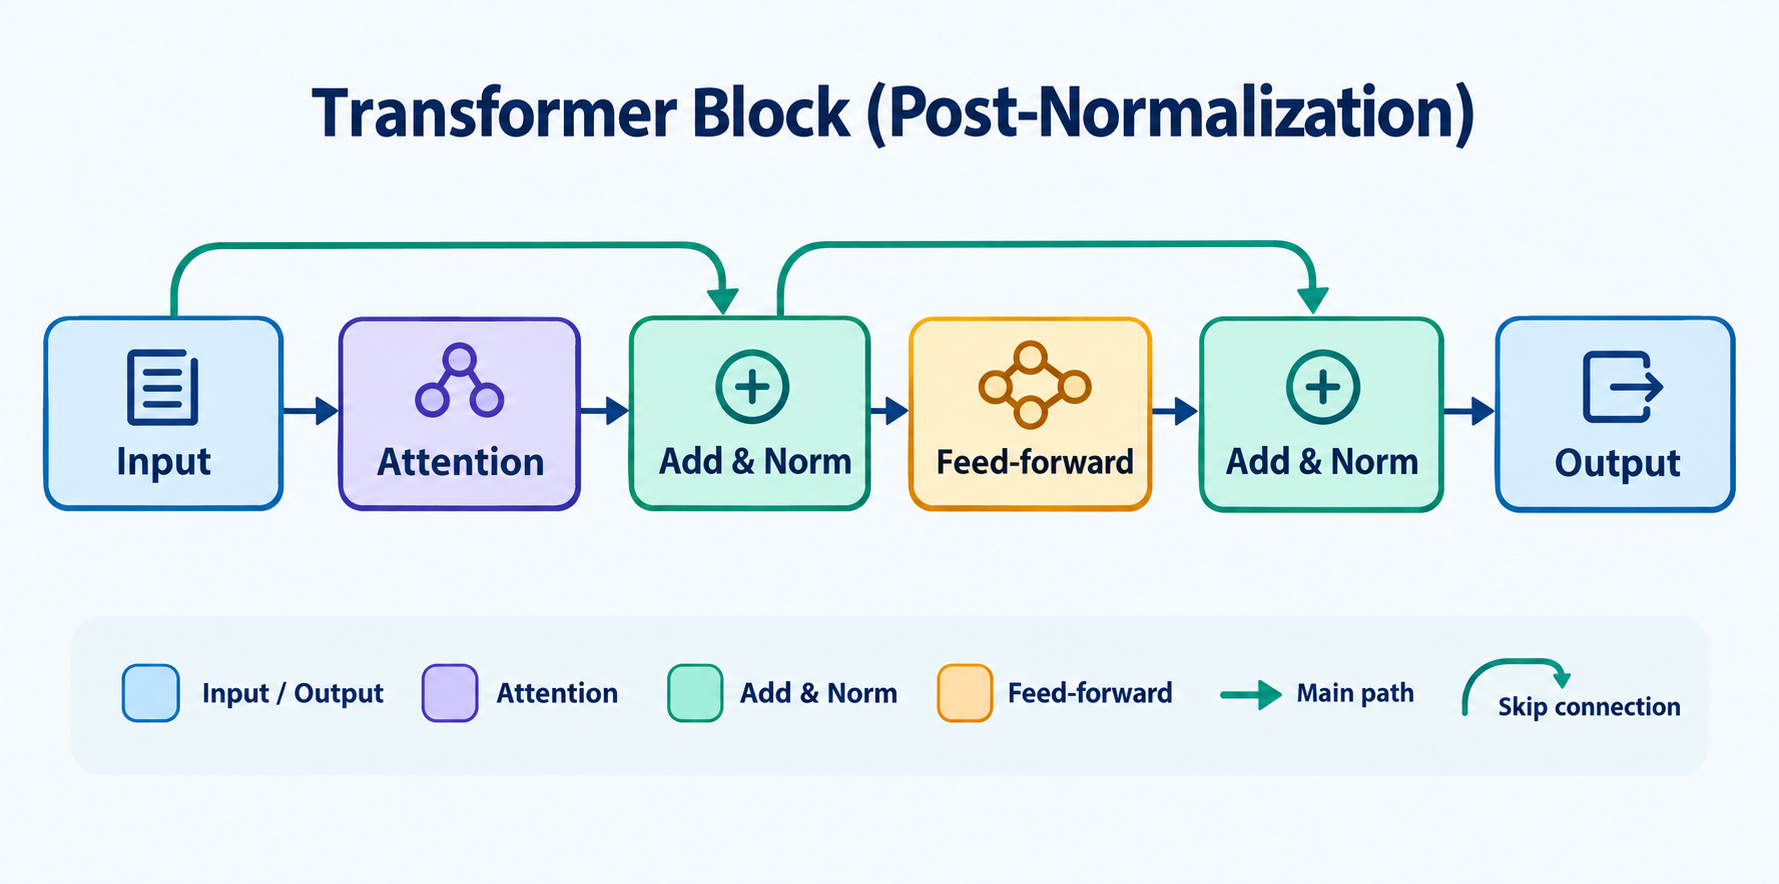 Transformer Block (Post-Normalization)
Input
Attention
Add & Norm
Feed-forward
Add & Norm
Output
Input / Output
Attention
Add & Norm
Feed-forward
Main path
Skip connection